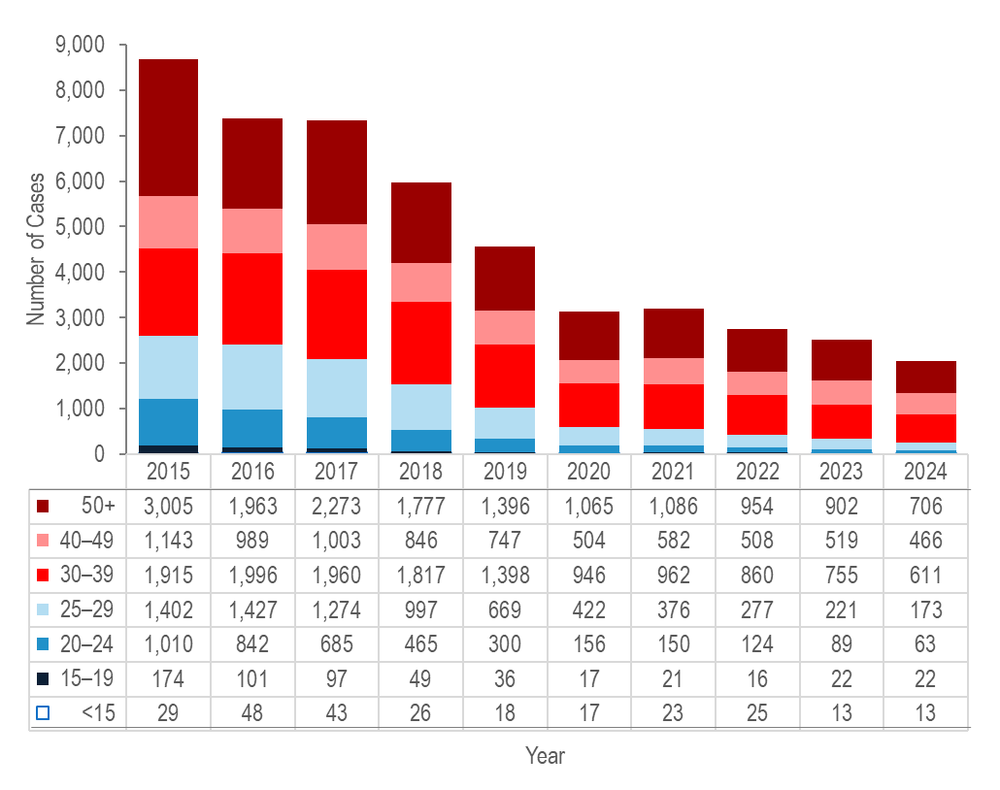 9,000
8,000
7,000
6,000
5,000
4,000
3,000
2,000
1,000
0
Number of Cases
2015 2016 2017 2018 2019 2020 2021 2022 2023 2024
50+ 3,005 1,963 2,273 1,777 1,396 1,065 1,086 954 902 706
40–49 1,143 989 1,003 846 747 504 582 508 519 466
30–39 1,915 1,996 1,960 1,817 1,398 946 962 860 755 611
25–29 1,402 1,427 1,274 997 669 422 376 277 221 173
20–24 1,010 842 685 465 300 156 150 124 89 63
15–19 174 101 97 49 36 17 21 16 22 22
<15 29 48 43 26 18 17 23 25 13 13
Year